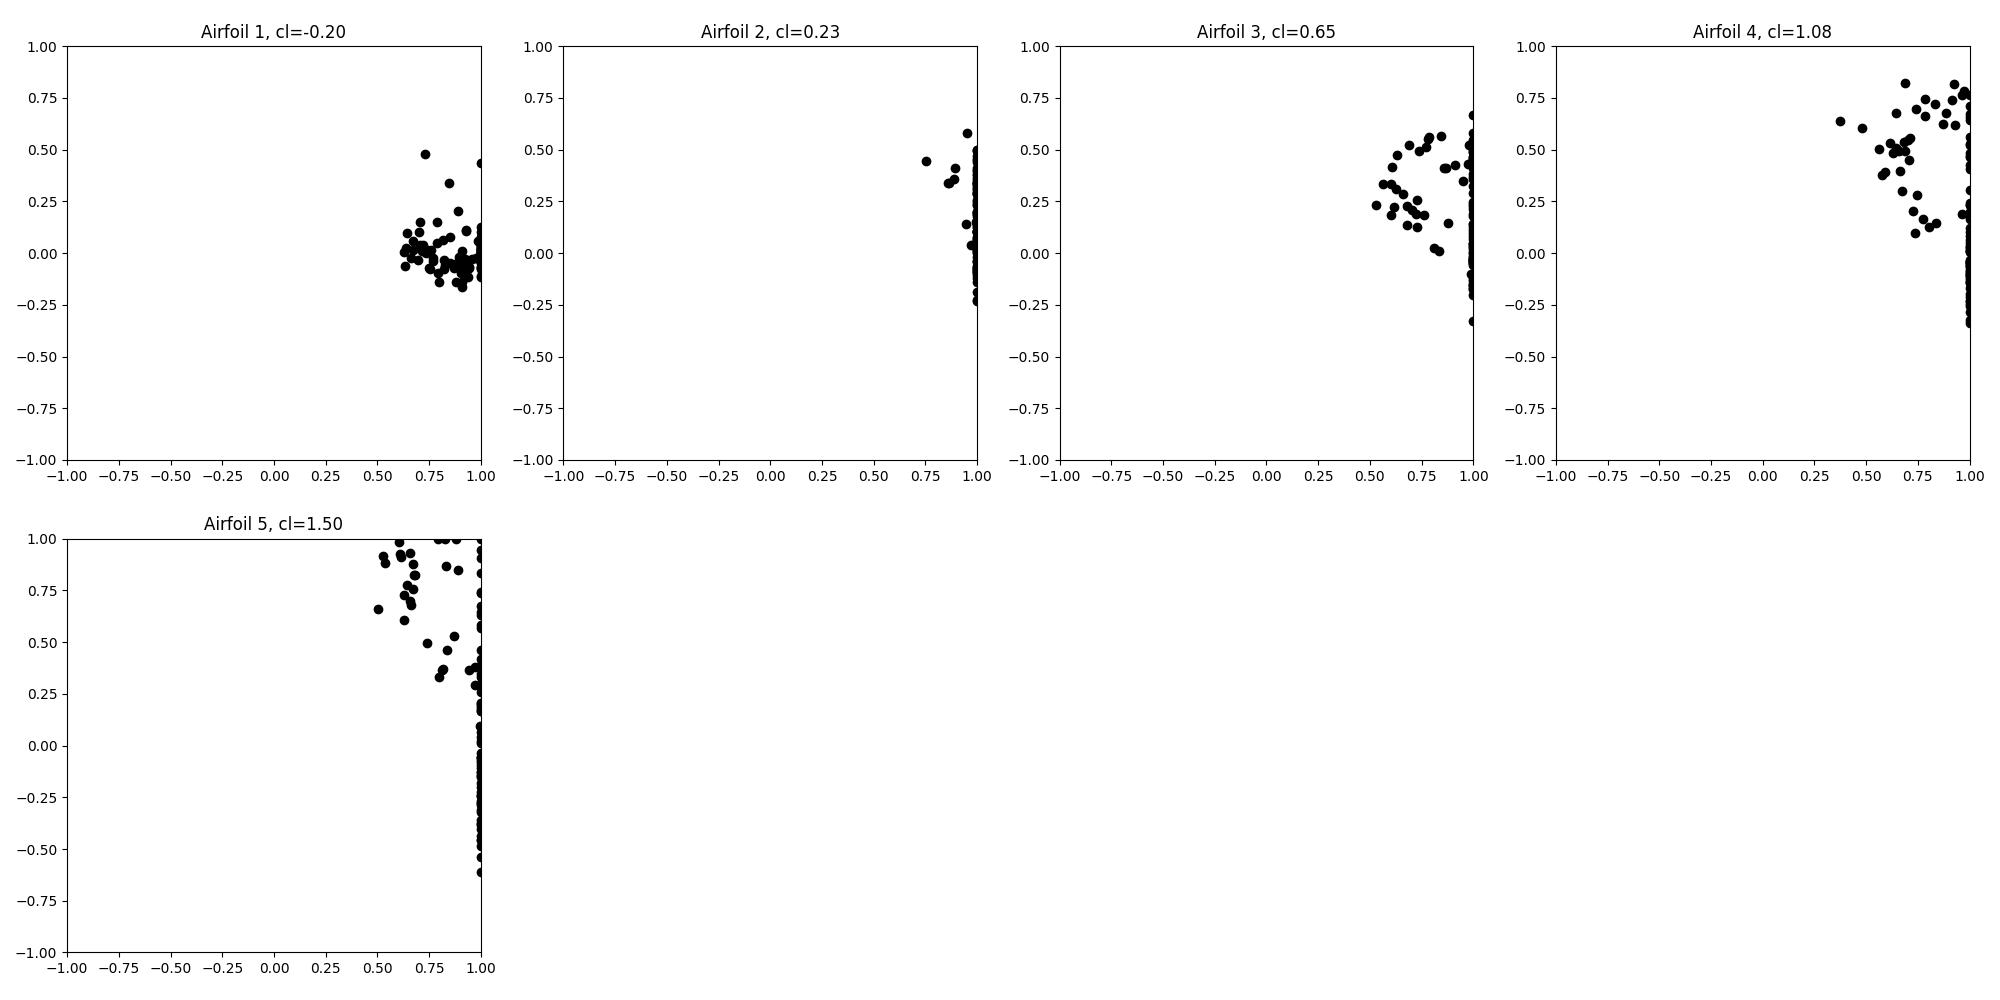 Airfoil 1, cl=-0.20
Airfoil 2, cl=0.23
Airfoil 3, cl=0.65
Airfoil 4, cl=1.08
1.00 1.00 1.00 1.00
0.75 0.75 0.75 0.75
0.50 0.50 0.50 0.50
0.25 0.25 0.25 0.25
0.00 0.00 0.00 0.00
−0.25 −0.25 −0.25 −0.25
−0.50 −0.50 −0.50 −0.50
−0.75 −0.75 −0.75 −0.75
−1.00 −1.00 −1.00 −1.00
−1.00 −0.75 −0.50 −0.25 0.00 0.25 0.50 0.75 1.00
−1.00 −0.75 −0.50 −0.25 0.00 0.25 0.50 0.75 1.00
−1.00 −0.75 −0.50 −0.25 0.00 0.25 0.50 0.75 1.00
−1.00 −0.75 −0.50 −0.25 0.00 0.25 0.50 0.75 1.00
Airfoil 5, cl=1.50
1.00
0.75
0.50
0.25
0.00
−0.25
−0.50
−0.75
−1.00
−1.00 −0.75 −0.50 −0.25 0.00 0.25 0.50 0.75 1.00